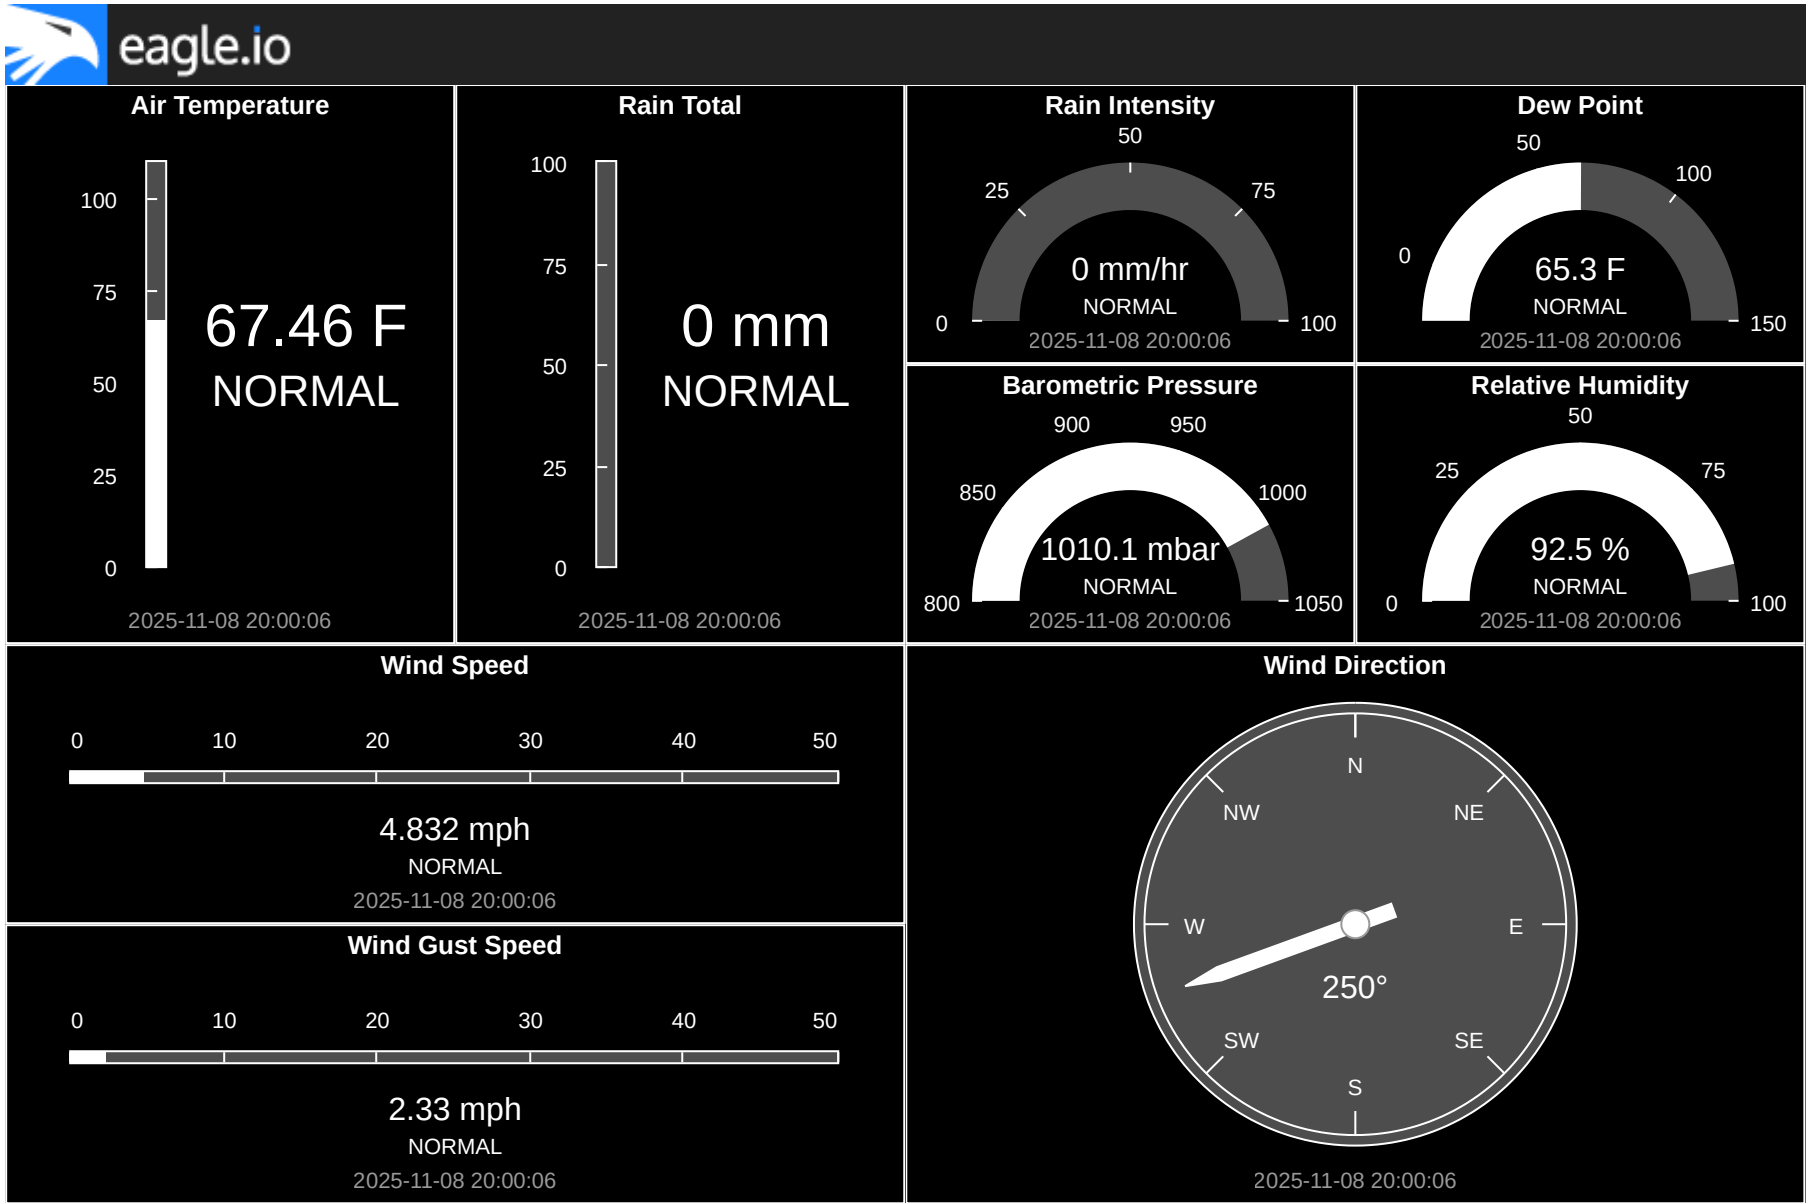 eagle.io
Air Temperature
100
75
50
25
0
67.46 F
NORMAL
2025-11-08 20:00:06
Rain Total
100
75
50
25
0
0 mm
NORMAL
2025-11-08 20:00:06
Rain Intensity
50
25
75
0
100
0 mm/hr
NORMAL
2025-11-08 20:00:06
Dew Point
50
100
0
150
65.3 F
NORMAL
2025-11-08 20:00:06
Barometric Pressure
900
950
850
1000
800
1050
1010.1 mbar
NORMAL
2025-11-08 20:00:06
Relative Humidity
50
25
75
0
100
92.5 %
NORMAL
2025-11-08 20:00:06
Wind Speed
0 10 20 30 40 50
4.832 mph
NORMAL
2025-11-08 20:00:06
Wind Gust Speed
0 10 20 30 40 50
2.33 mph
NORMAL
2025-11-08 20:00:06
Wind Direction
N
NW NE
W E
250°
SW SE
S
2025-11-08 20:00:06